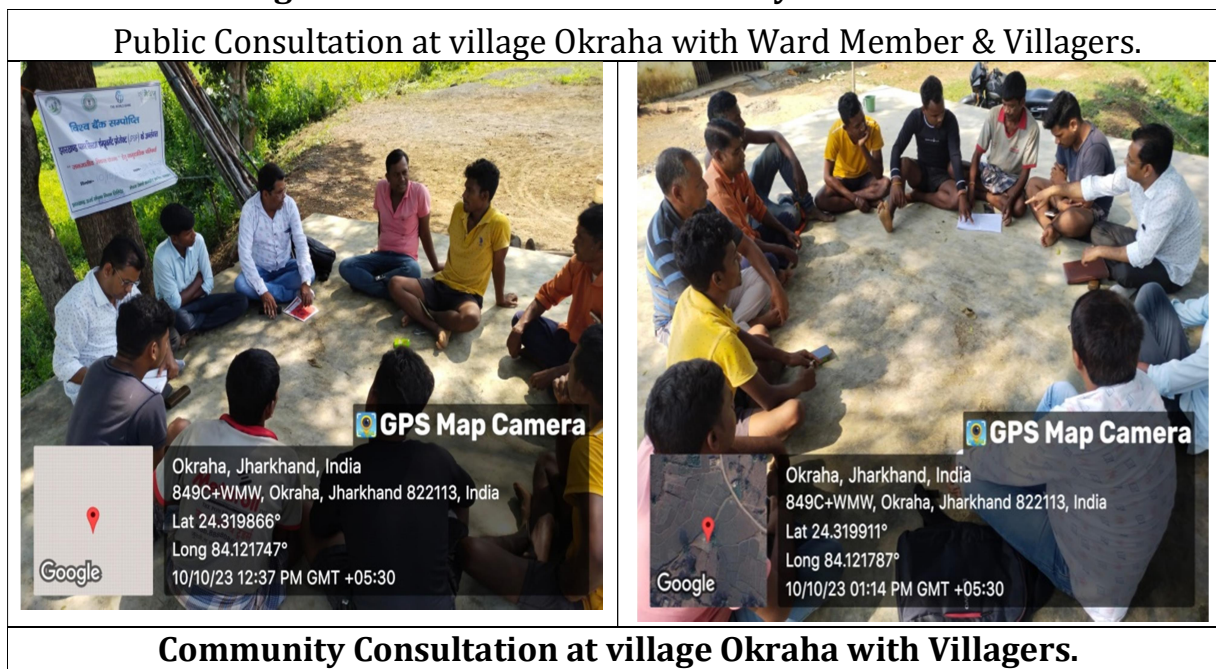 Public Consultation at village Okraha with Ward Member & Villagers.
विश्व बैंक सम्पोषित
GPS Map Camera
Okraha, Jharkhand, India
849C+WMW, Okraha, Jharkhand 822113, India
Lat 24.319866°
Long 84.121747°
10/10/23 12:37 PM GMT +05:30
Google
GPS Map Camera
Okraha, Jharkhand, India
849C+WMW, Okraha, Jharkhand 822113, India
Lat 24.319911°
Long 84.121787°
10/10/23 01:14 PM GMT +05:30
Google
Community Consultation at village Okraha with Villagers.